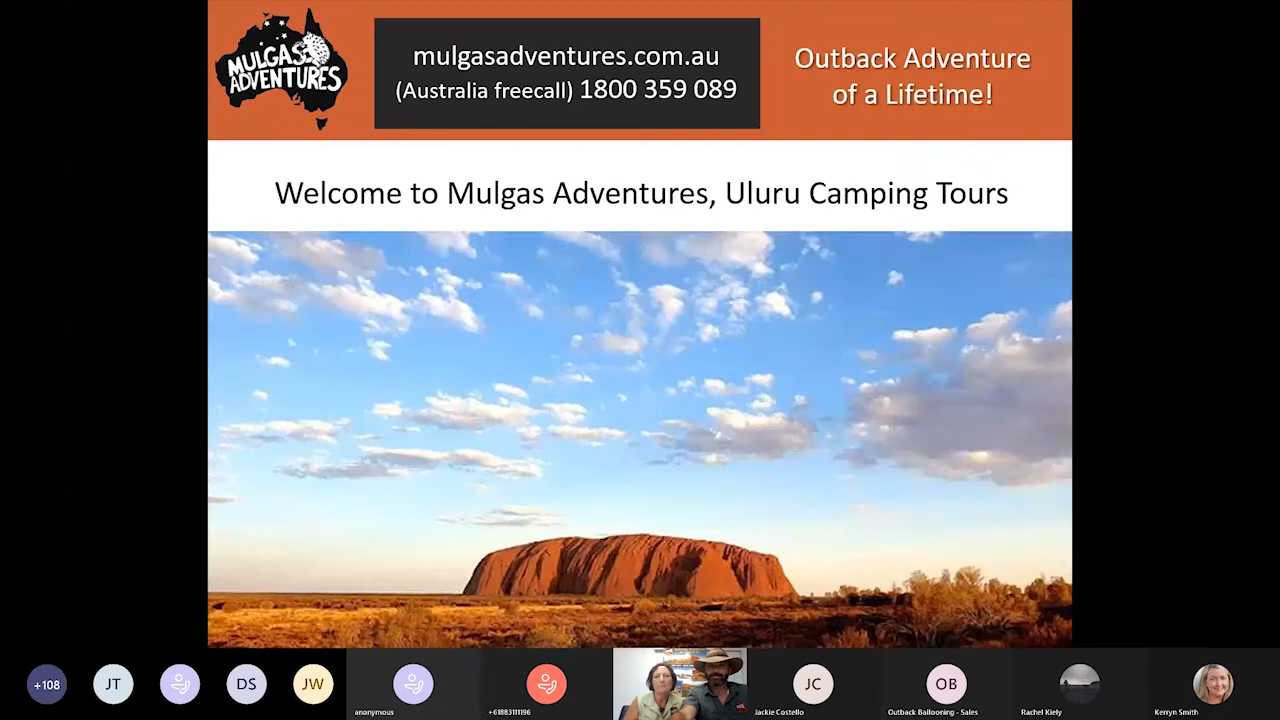 MULGAS
ADVENTURES
mulgasadventures.com.au
(Australia freecall) 1800 359 089
Outback Adventure
of a Lifetime!
Welcome to Mulgas Adventures, Uluru Camping Tours
+108
JT
DS
JW
anonymous
+61883111196
JC
Jackie Costello
OB
Outback Ballooning - Sales
Rachel Kiely
Kerryn Smith